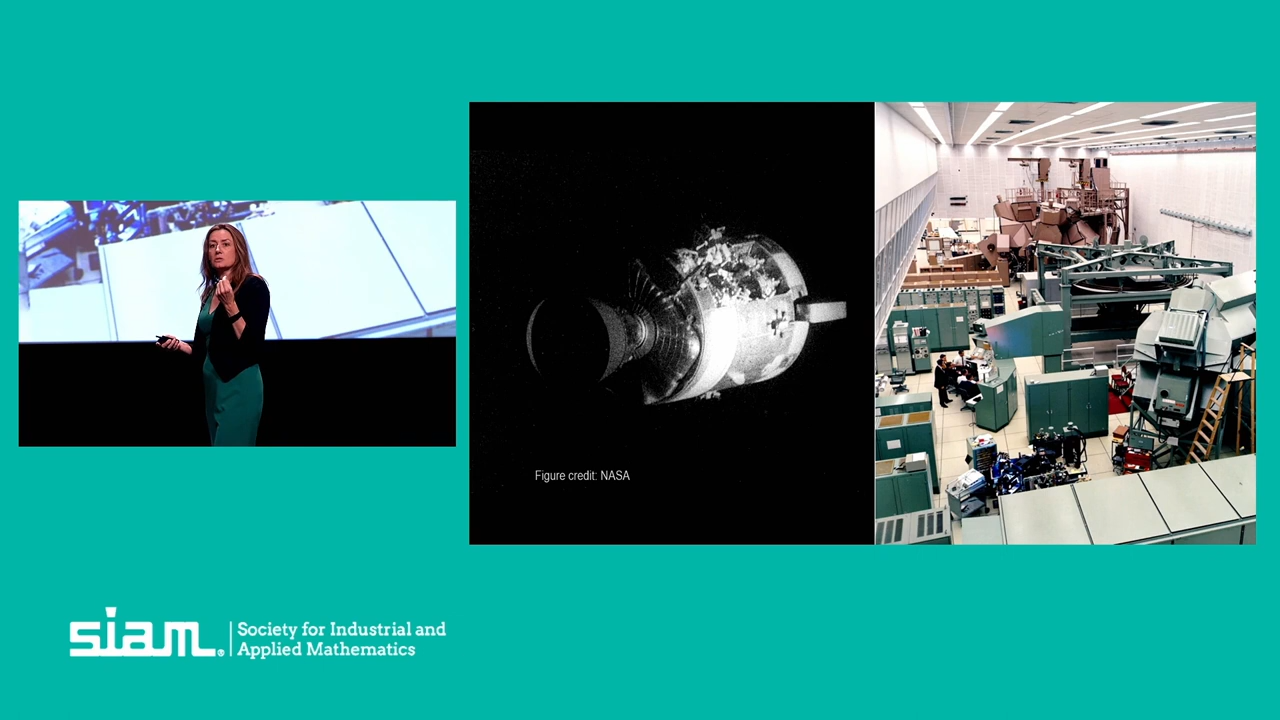 Figure credit: NASA
siam.®
Society for Industrial and
Applied Mathematics